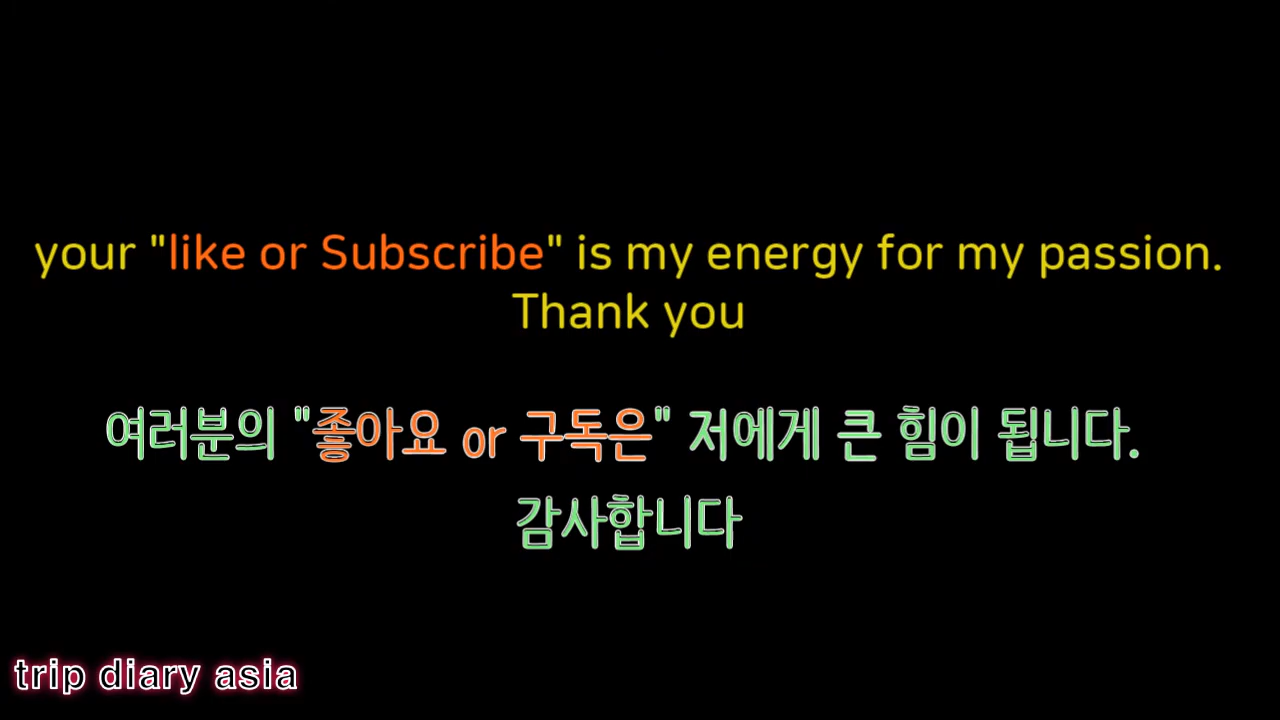 your "like or Subscribe" is my energy for my passion.
Thank you
여러분의 "좋아요 or 구독은" 저에게 큰 힘이 됩니다.
감사합니다
trip diary asia